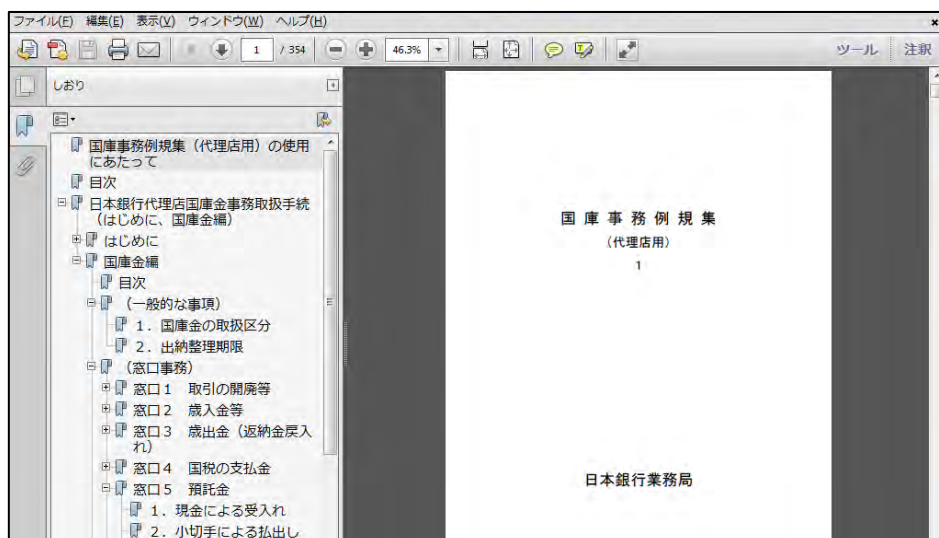 ファイル(F) 編集(E) 表示(V) ウィンドウ(W) ヘルプ(H)
1 / 354 46.3% ツール 注釈
しおり
国庫事務例規集（代理店用）の使用
にあたって
目次
日本銀行代理店国庫金事務取扱手続
（はじめに、国庫金編）
はじめに
国庫金編
目次
（一般的な事項）
１．国庫金の取扱区分
２．出納整理期限
（窓口事務）
窓口１　取引の開廃等
窓口２　歳入金等
窓口３　歳出金（返納金戻入
れ）
窓口４　国税の支払金
窓口５　預託金
１．現金による受入れ
２．小切手による払出し
国庫事務例規集
（代理店用）
1
日本銀行業務局